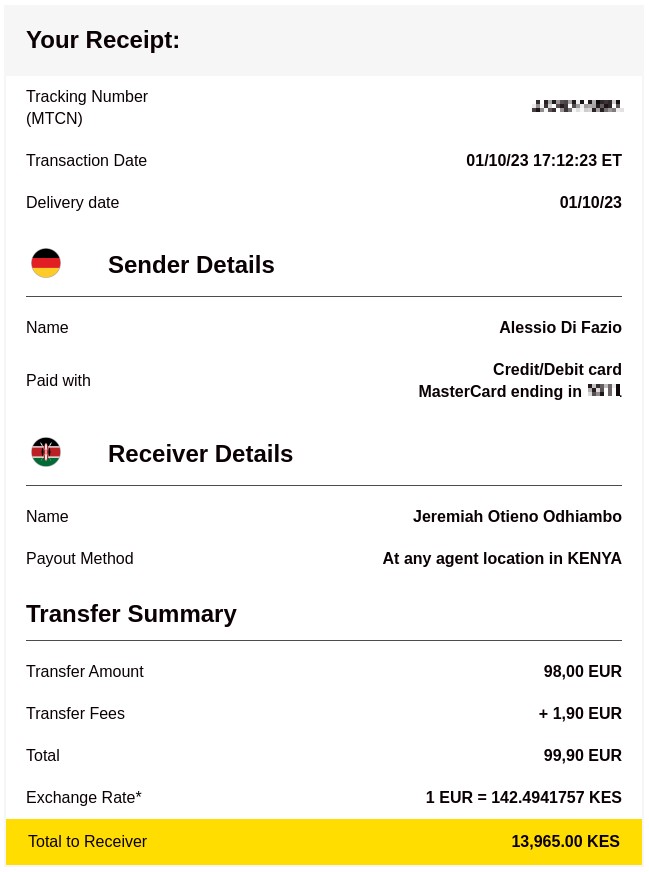 Your Receipt:
Tracking Number
(MTCN)
Transaction Date 01/10/23 17:12:23 ET
Delivery date 01/10/23
Sender Details
Name Alessio Di Fazio
Paid with Credit/Debit card
MasterCard ending in
Receiver Details
Name Jeremiah Otieno Odhiambo
Payout Method At any agent location in KENYA
Transfer Summary
Transfer Amount 98,00 EUR
Transfer Fees + 1,90 EUR
Total 99,90 EUR
Exchange Rate* 1 EUR = 142.4941757 KES
Total to Receiver 13,965.00 KES